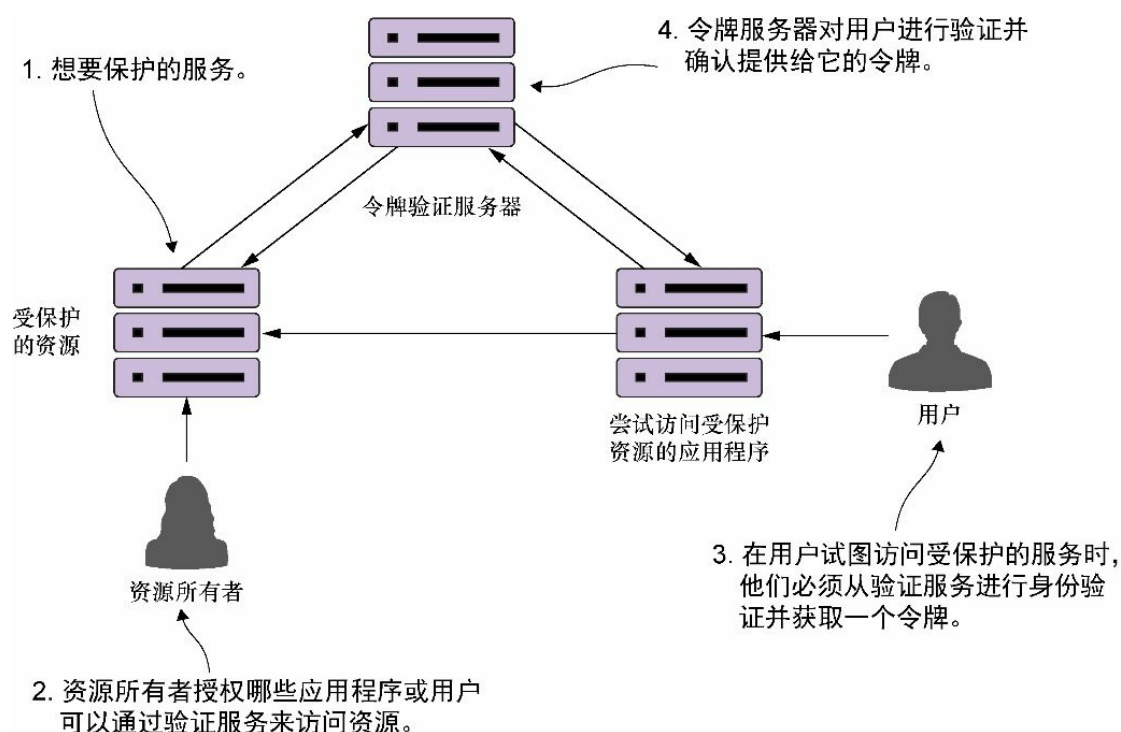 4. 令牌服务器对用户进行验证并
确认提供给它的令牌。
1. 想要保护的服务。
令牌验证服务器
受保护
的资源
尝试访问受保护
资源的应用程序
用户
资源所有者
3. 在用户试图访问受保护的服务时，
他们必须从验证服务进行身份验
证并获取一个令牌。
2. 资源所有者授权哪些应用程序或用户
可以通过验证服务来访问资源。